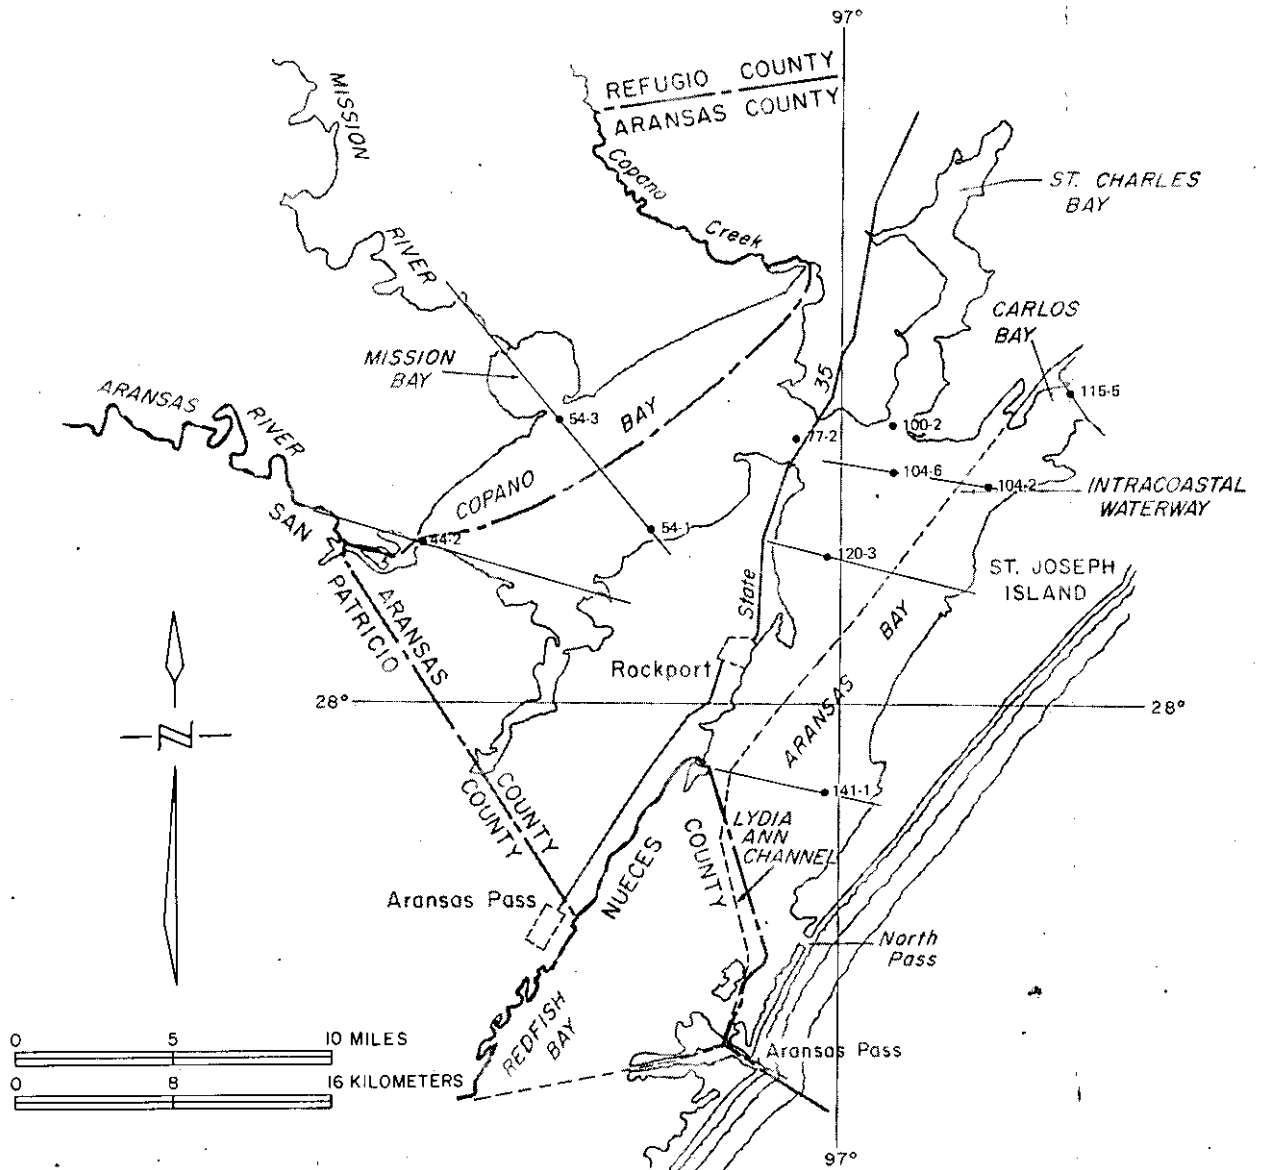 97°
REFUGIO COUNTY
ARANSAS COUNTY
MISSION
RIVER
Copano
Creek
ST. CHARLES
BAY
CARLOS
BAY
MISSION
BAY
ARANSAS
RIVER
35
115-5
54-3
BAY
100-2
77-2
COPANO
104-6
104-2
INTRACOASTAL
WATERWAY
SAN
PATRICIO
44-2
54-1
120-3
ST. JOSEPH
ISLAND
ARANSAS
State
BAY
Rockport
28°
28°
ARANSAS
N
COUNTY
COUNTY
141-1
LYDIA
ANN
CHANNEL
COUNTY
NUECES
Aransas Pass
North
Pass
REDFISH
BAY
Aransas Pass
0 5 10 MILES
0 8 16 KILOMETERS
97°